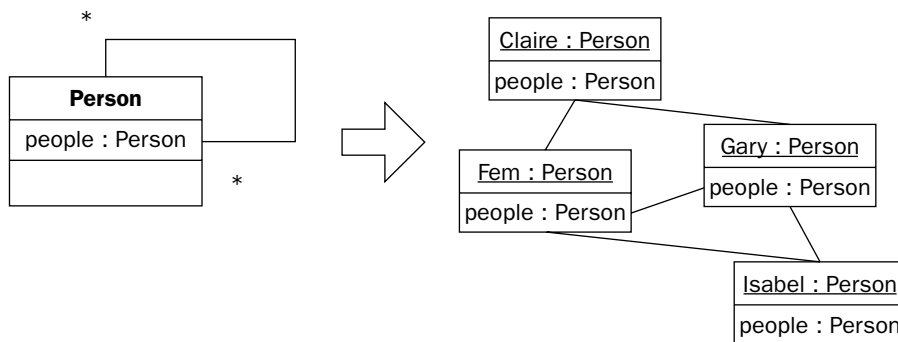 *
Person
people : Person
*
Claire : Person
people : Person
Gary : Person
people : Person
Fem : Person
people : Person
Isabel : Person
people : Person